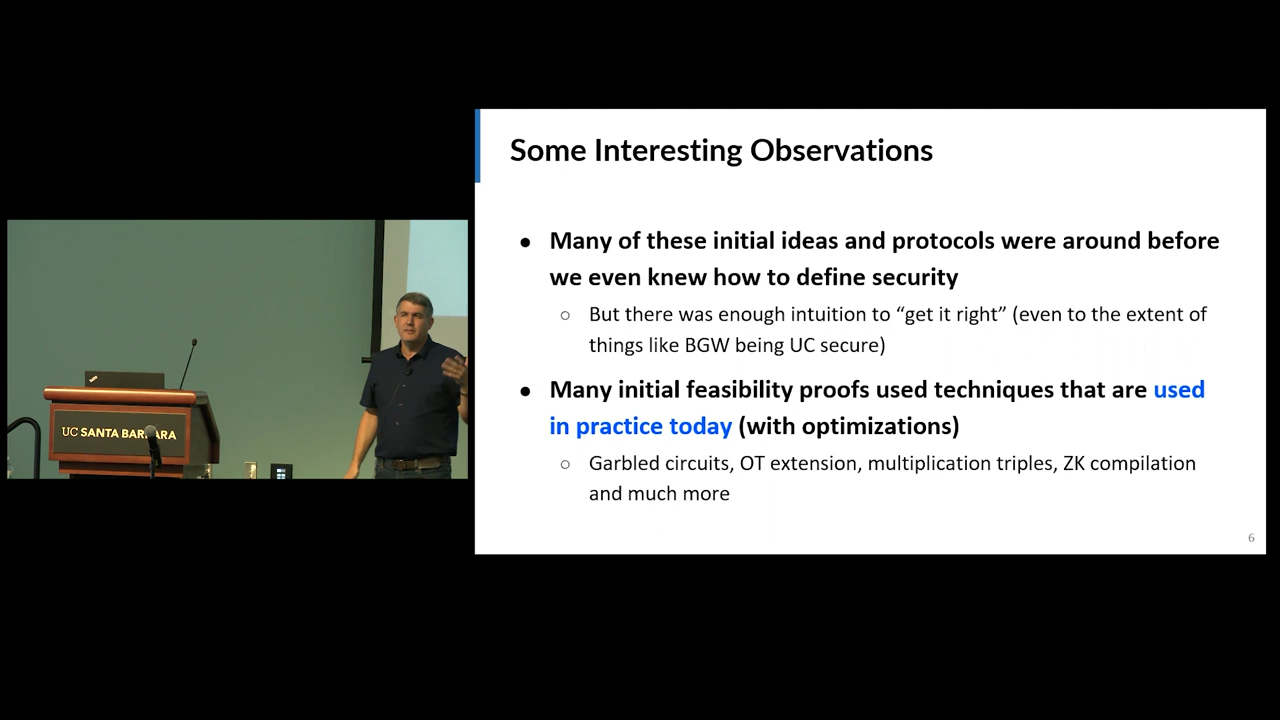 Some Interesting Observations
● Many of these initial ideas and protocols were around before
we even knew how to define security
○ But there was enough intuition to “get it right” (even to the extent of
things like BGW being UC secure)
● Many initial feasibility proofs used techniques that are used
in practice today (with optimizations)
○ Garbled circuits, OT extension, multiplication triples, ZK compilation
and much more
6
UC SANTA BARBARA